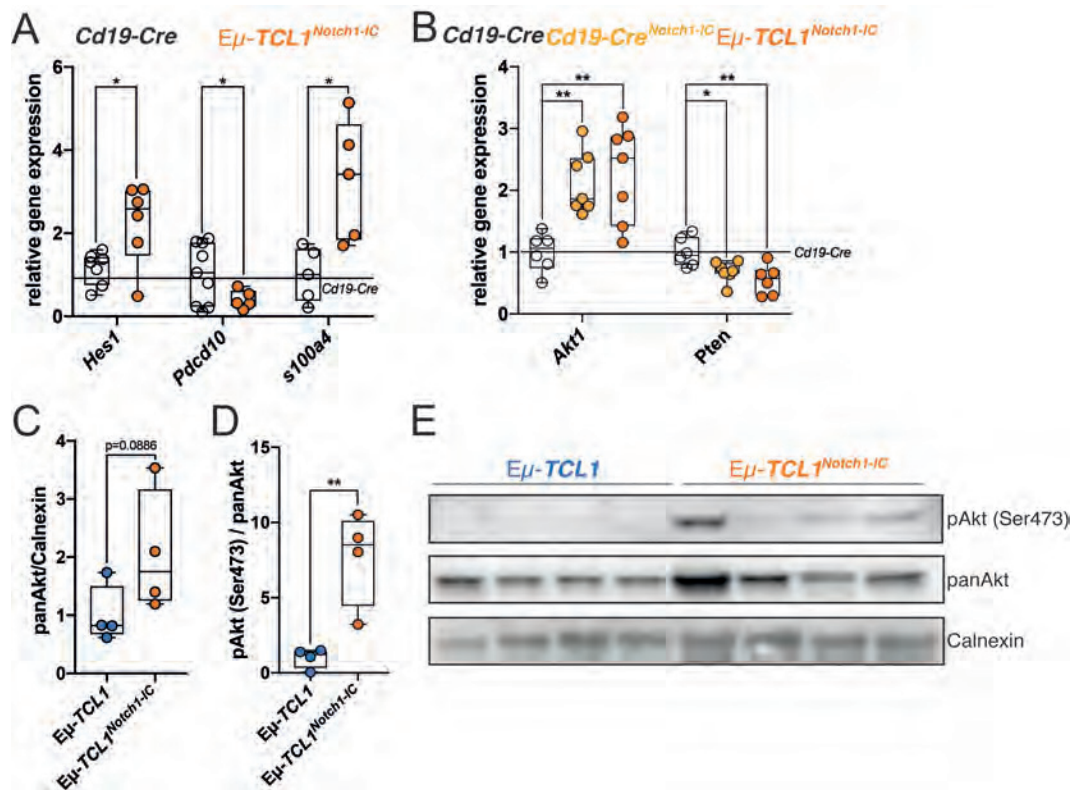 A
Cd19-Cre Eμ-TCL1Notch1-IC
relative gene expression
6
4
2
0
* * *
Cd19-Cre
Hes1 Pdcd10 s100a4
B
Cd19-Cre Cd19-CreNotch1-IC Eμ-TCL1Notch1-IC
relative gene expression
4
3
2
1
0
** **
** *
Cd19-Cre
Akt1 Pten
C
panAkt/Calnexin
4
3
2
1
0
p=0.0886
Eμ-TCL1
Eμ-TCL1Notch1-IC
D
pAkt (Ser473) / panAkt
15
10
5
0
**
Eμ-TCL1
Eμ-TCL1Notch1-IC
E
Eμ-TCL1 Eμ-TCL1Notch1-IC
pAkt (Ser473)
panAkt
Calnexin